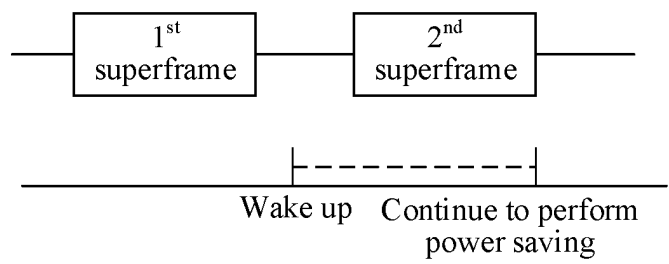 1st
superframe
2nd
superframe
Wake up
Continue to perform
power saving